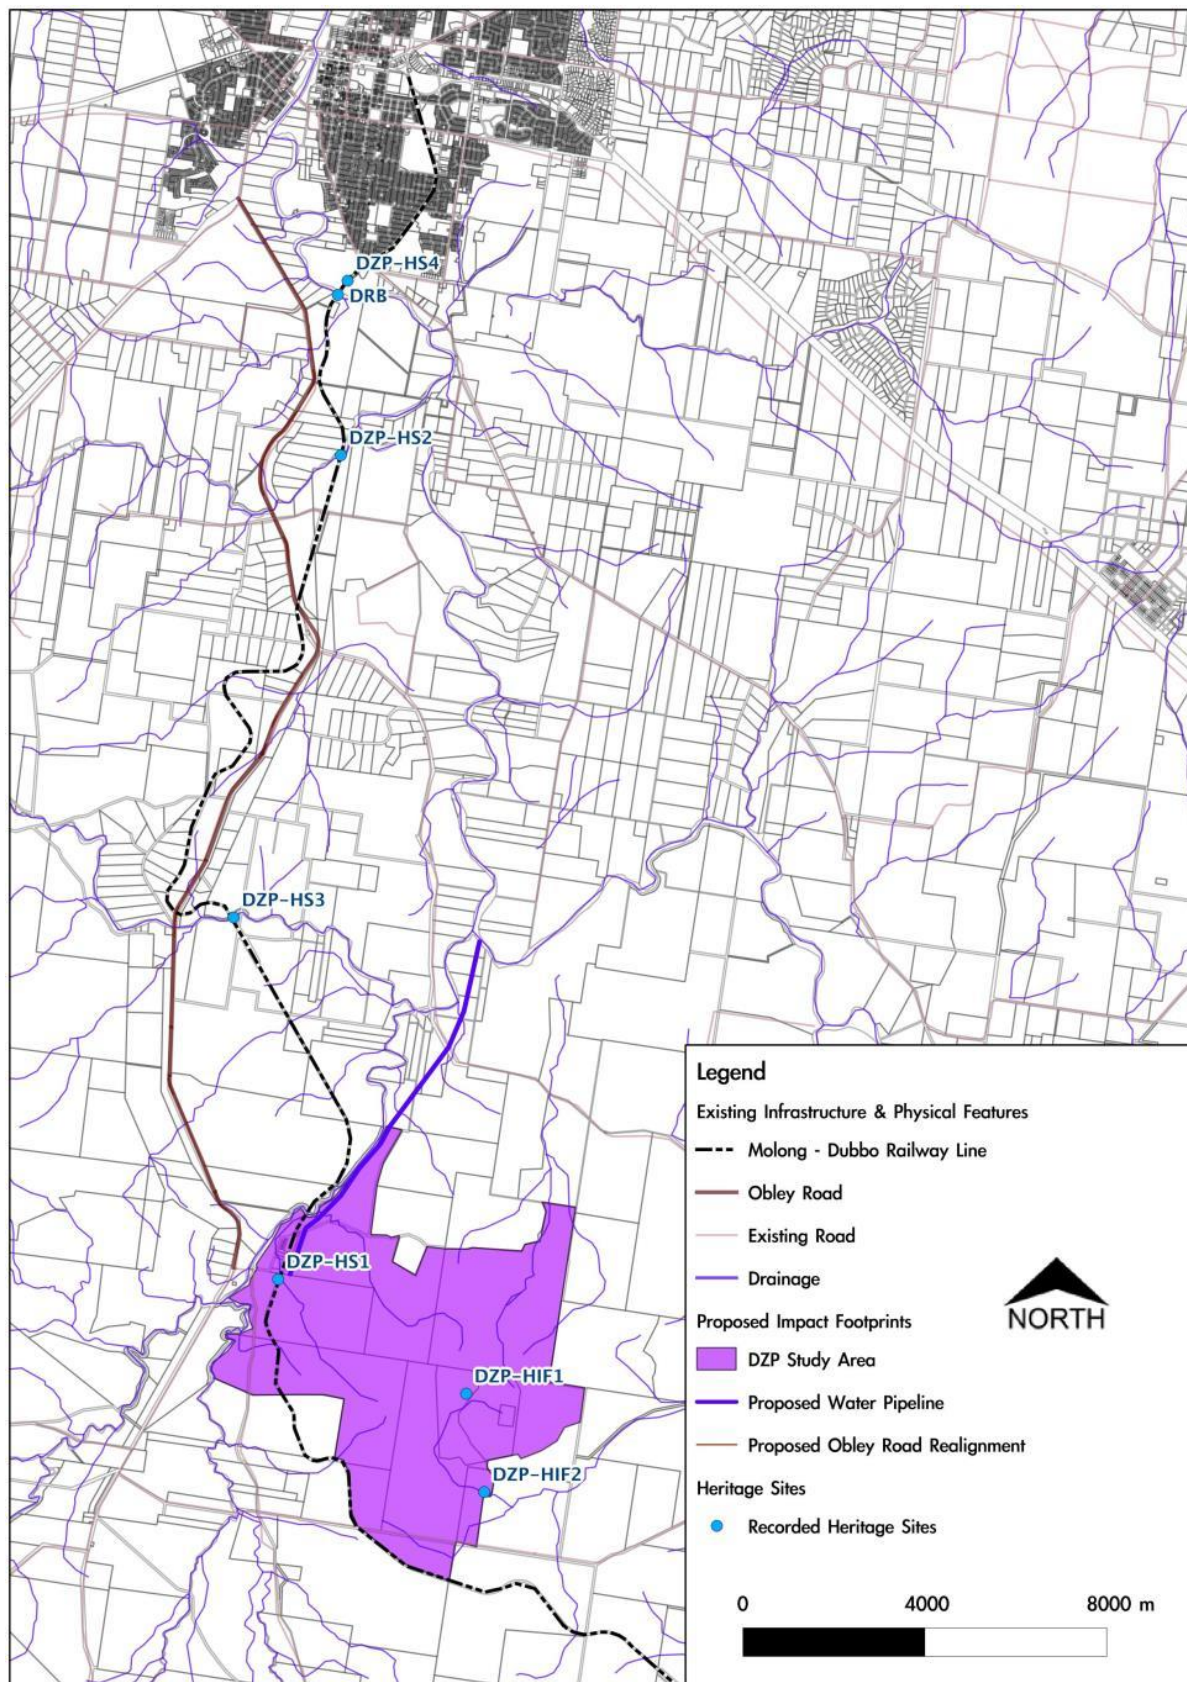 DZP-HS4
DRB
DZP-HS2
DZP-HS3
DZP-HS1
DZP-HIF1
DZP-HIF2
Legend
Existing Infrastructure & Physical Features
Molong - Dubbo Railway Line
Obley Road
Existing Road
Drainage
Proposed Impact Footprints
DZP Study Area
Proposed Water Pipeline
Proposed Obley Road Realignment
Heritage Sites
Recorded Heritage Sites
NORTH
0 4000 8000 m